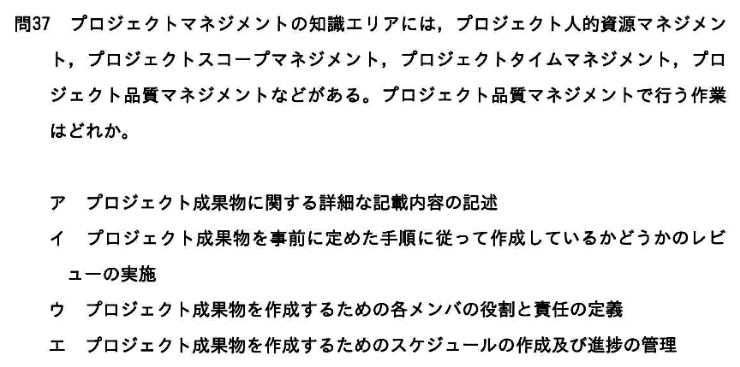 問37　プロジェクトマネジメントの知識エリアには，プロジェクト人的資源マネジメン
ト，プロジェクトスコープマネジメント，プロジェクトタイムマネジメント，プロ
ジェクト品質マネジメントなどがある。プロジェクト品質マネジメントで行う作業
はどれか。
ア　プロジェクト成果物に関する詳細な記載内容の記述
イ　プロジェクト成果物を事前に定めた手順に従って作成しているかどうかのレビ
ューの実施
ウ　プロジェクト成果物を作成するための各メンバの役割と責任の定義
エ　プロジェクト成果物を作成するためのスケジュールの作成及び進捗の管理